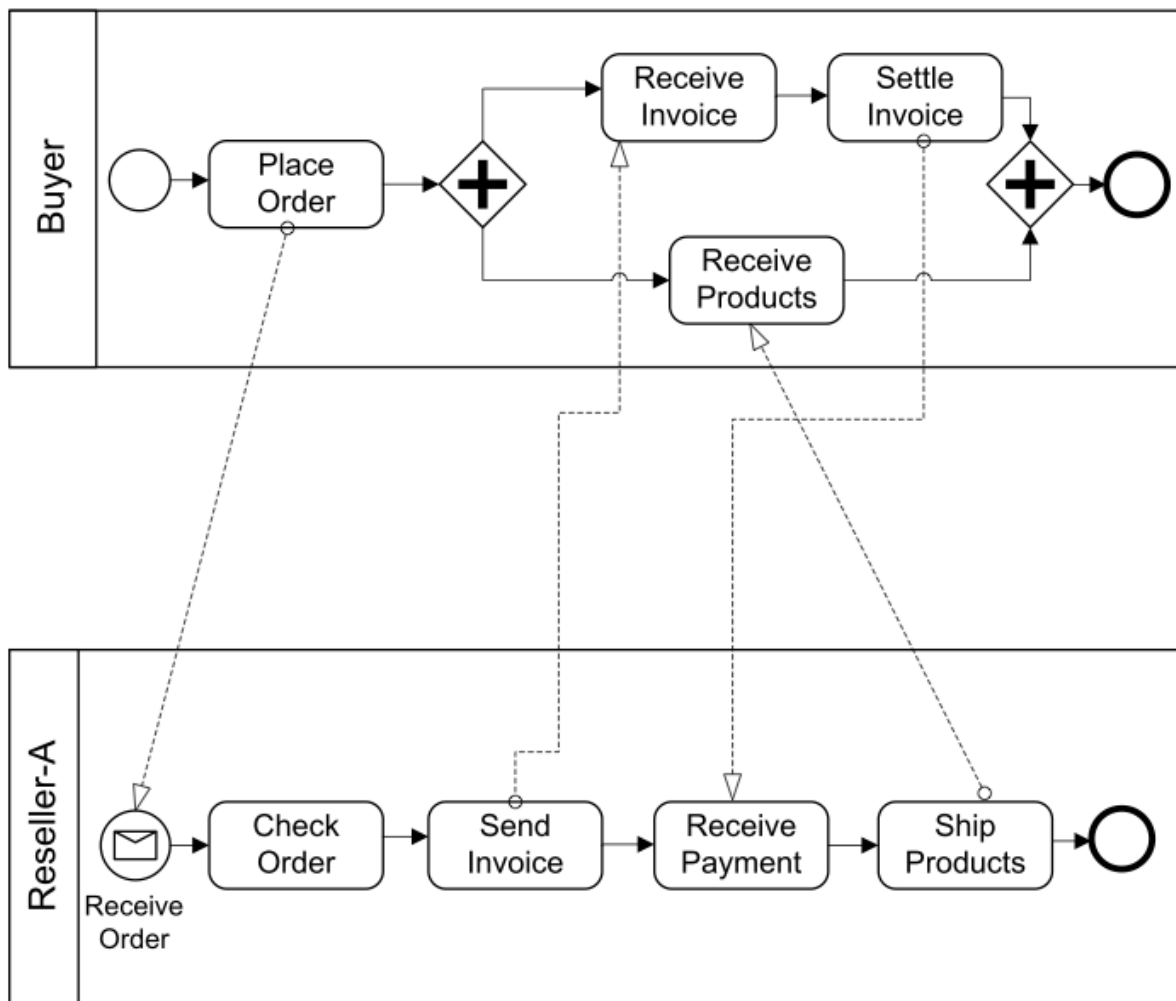 Buyer
Place
Order
Receive
Invoice
Settle
Invoice
Receive
Products
Reseller-A
Receive
Order
Check
Order
Send
Invoice
Receive
Payment
Ship
Products